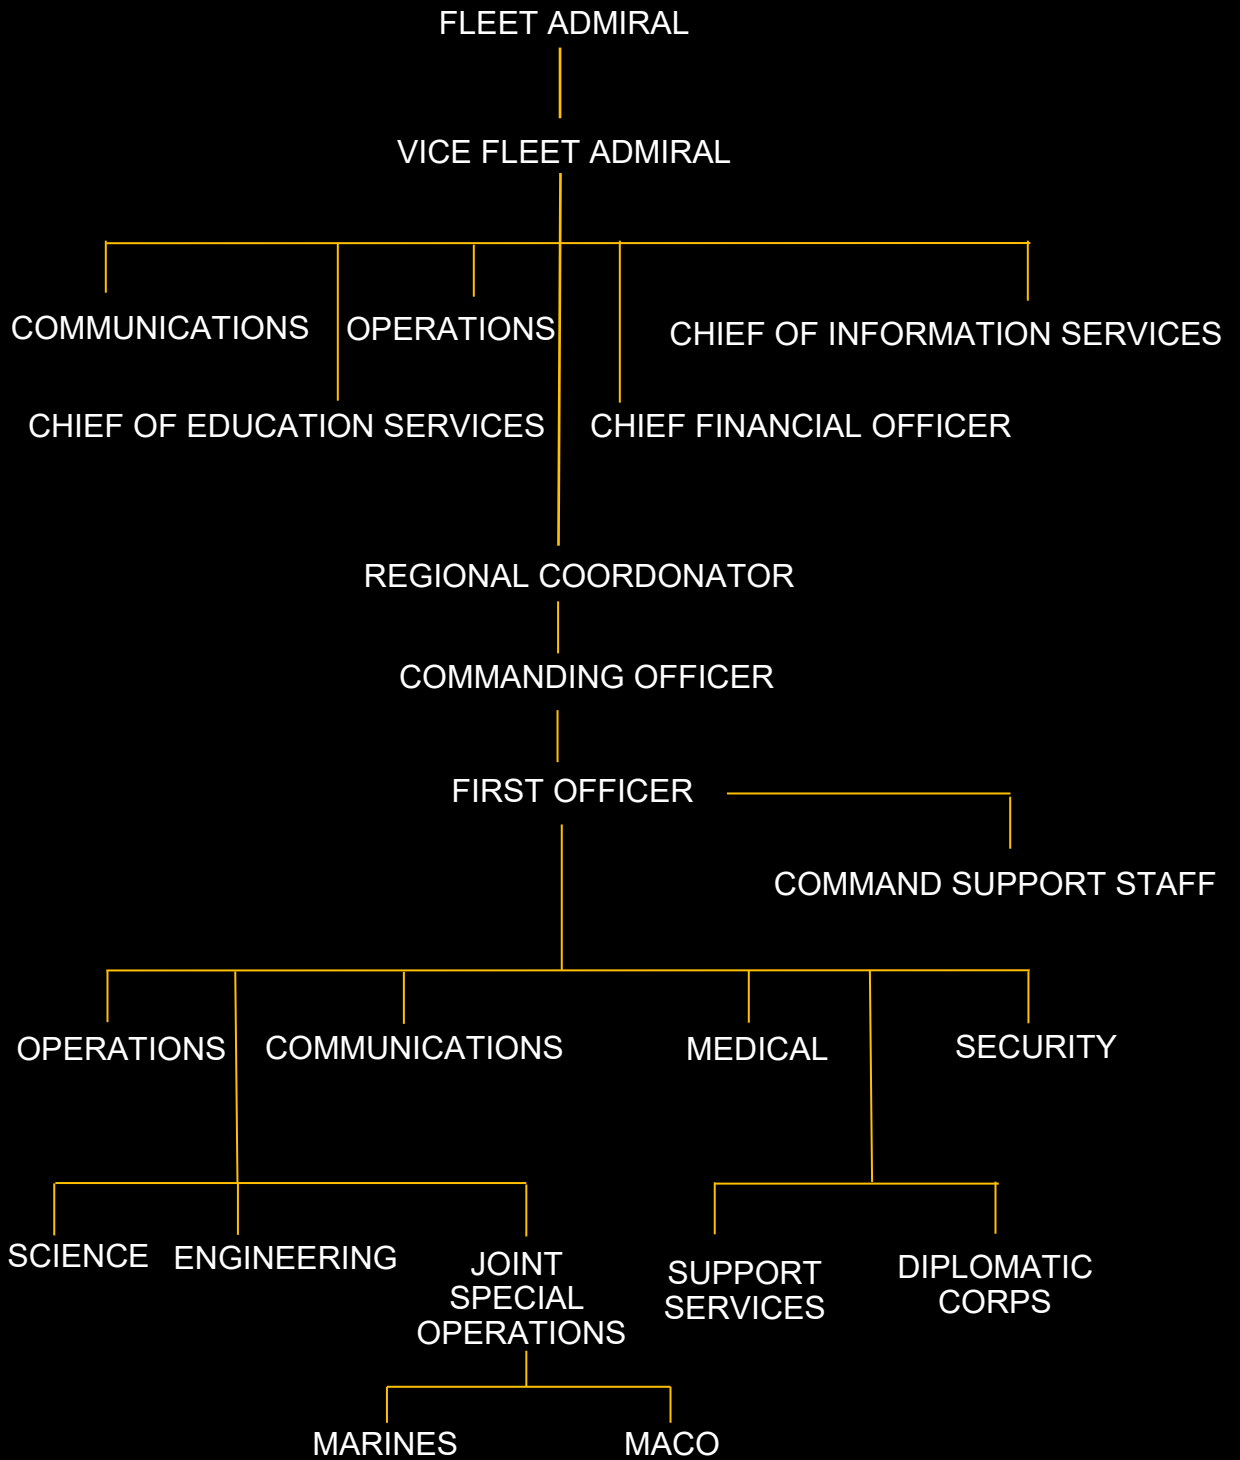 FLEET ADMIRAL
VICE FLEET ADMIRAL
COMMUNICATIONS
OPERATIONS
CHIEF OF INFORMATION SERVICES
CHIEF OF EDUCATION SERVICES
CHIEF FINANCIAL OFFICER
REGIONAL COORDONATOR
COMMANDING OFFICER
FIRST OFFICER
COMMAND SUPPORT STAFF
OPERATIONS
COMMUNICATIONS
MEDICAL
SECURITY
SCIENCE
ENGINEERING
JOINT
SPECIAL
OPERATIONS
SUPPORT
SERVICES
DIPLOMATIC
CORPS
MARINES
MACO